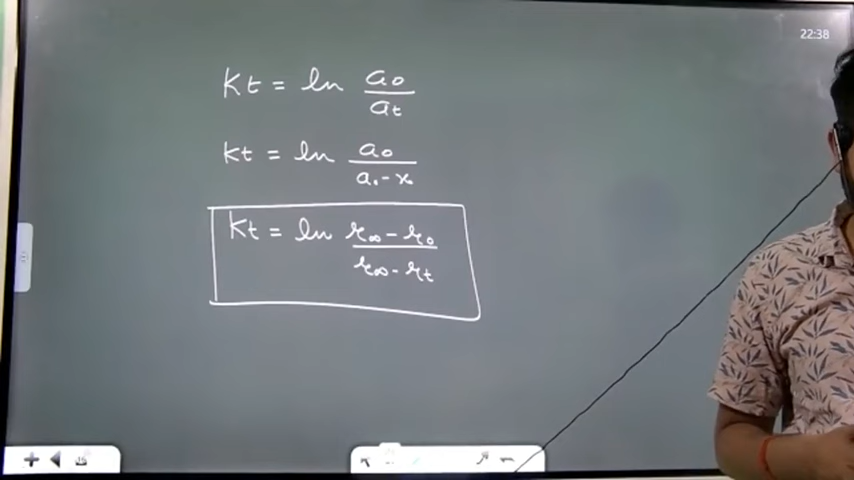 22:38
Kt = ln a₀/aₜ
Kt = ln a₀/a₀-x
Kt = ln r∞ - r₀/r∞ - rₜ